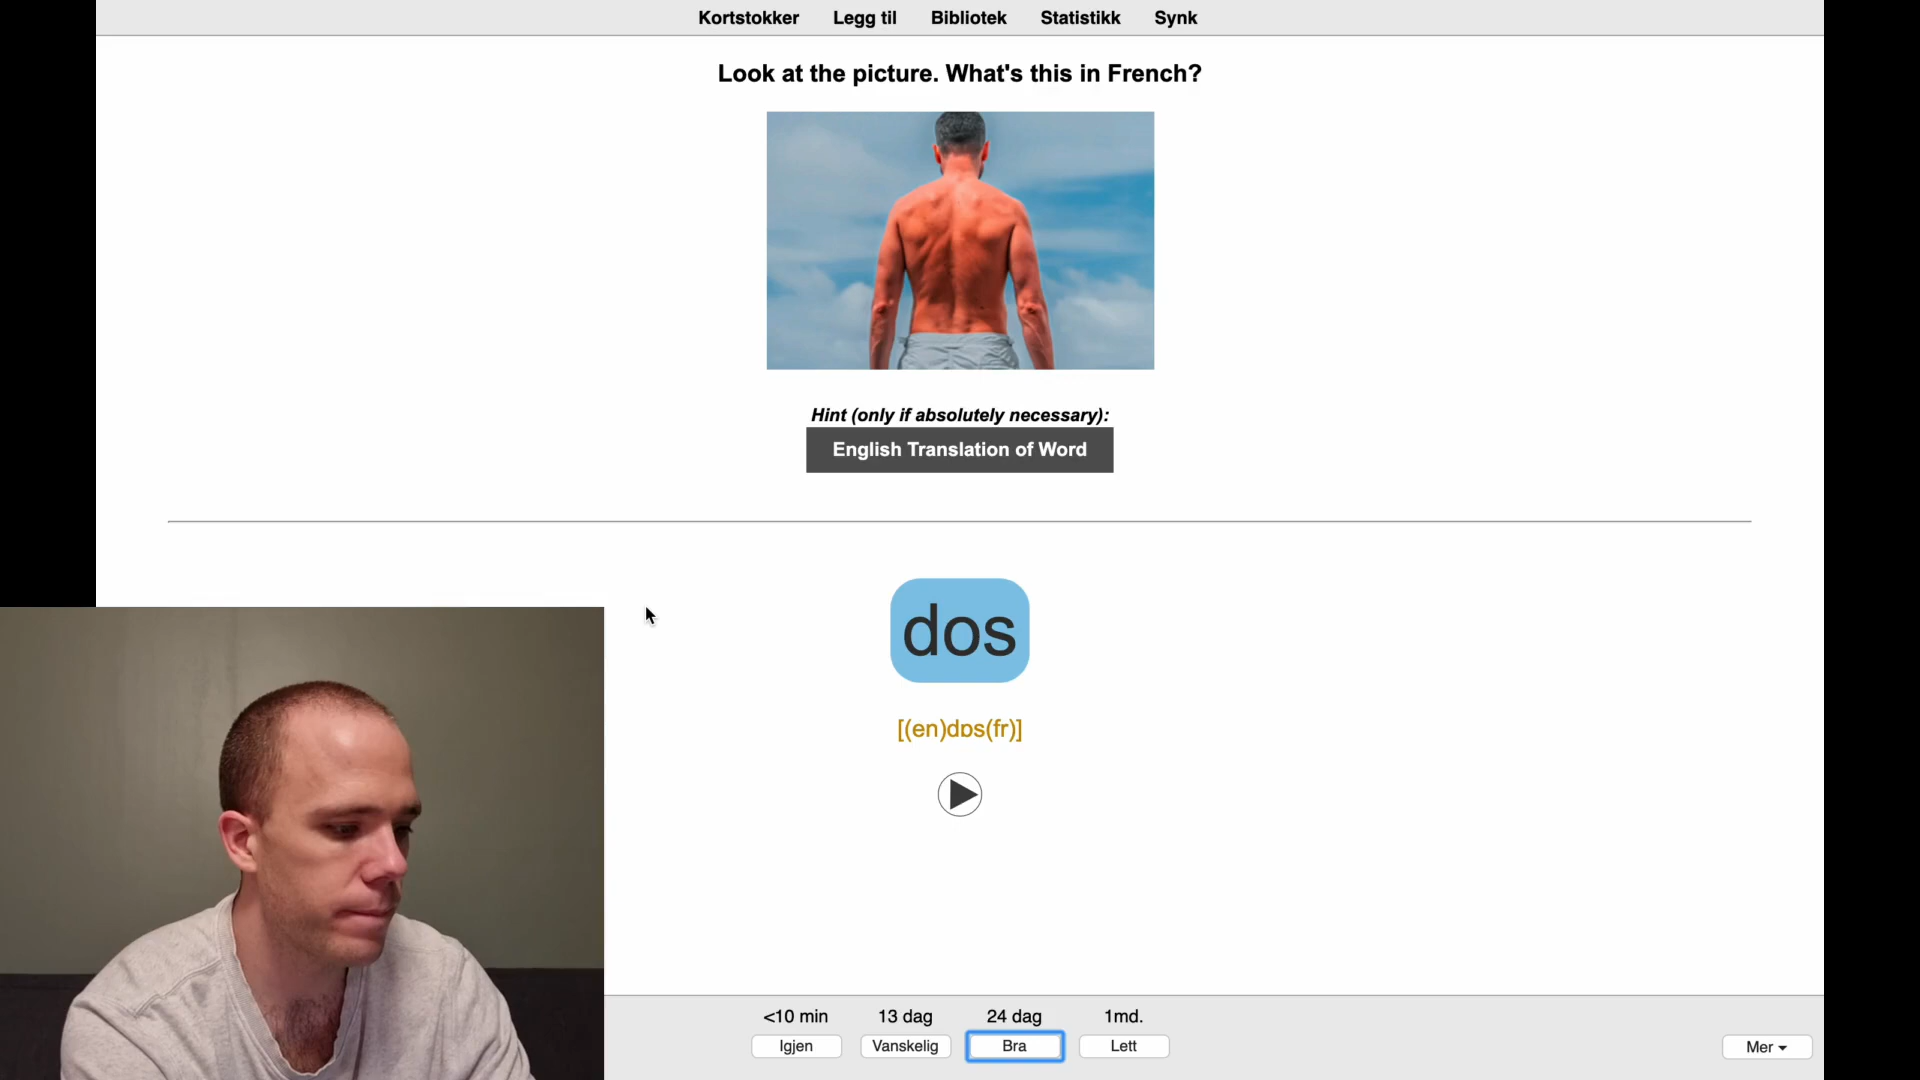 Kortstokker Legg til Bibliotek Statistikk Synk
Look at the picture. What's this in French?
Hint (only if absolutely necessary):
English Translation of Word
dos
[(en)dɒs(fr)]
<10 min 13 dag 24 dag 1md.
Igjen Vanskelig Bra Lett Mer